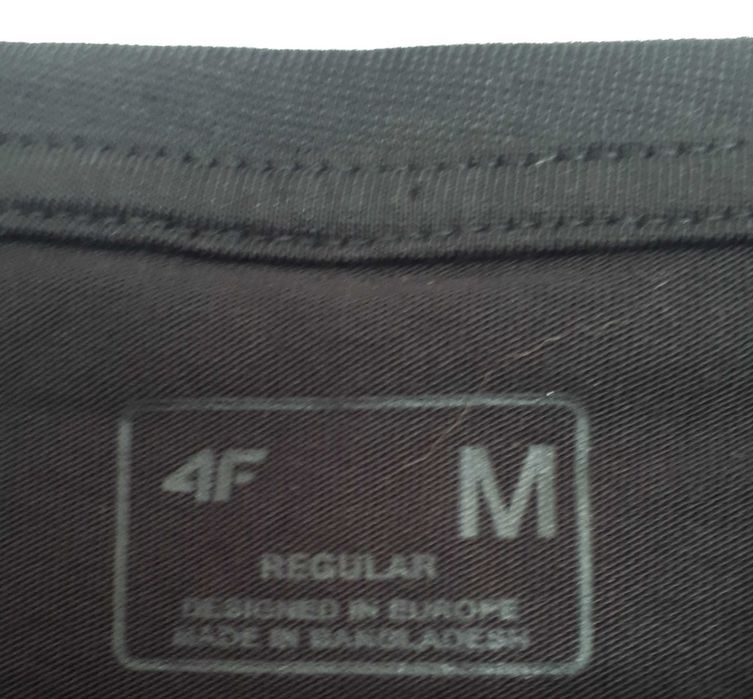 4F M
REGULAR
DESIGNED IN EUROPE
MADE IN BANGLADESH